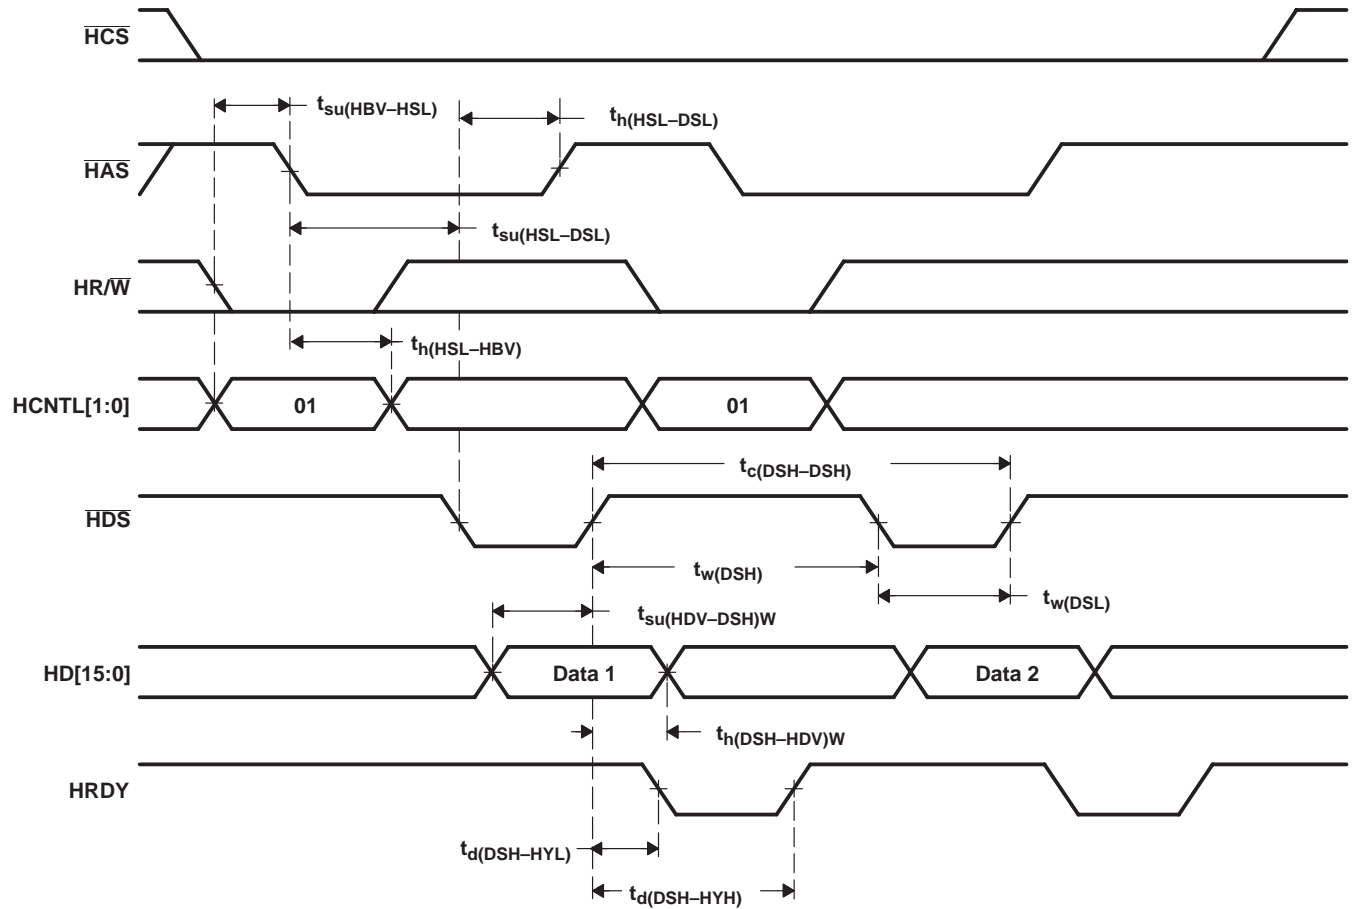 HCS
tsu(HBV–HSL)
th(HSL–DSL)
HAS
tsu(HSL–DSL)
HR/W
th(HSL–HBV)
HCNTL[1:0]
01
01
tc(DSH–DSH)
HDS
tw(DSH)
tw(DSL)
tsu(HDV–DSH)W
HD[15:0]
Data 1
Data 2
th(DSH–HDV)W
HRDY
td(DSH–HYL)
td(DSH–HYH)